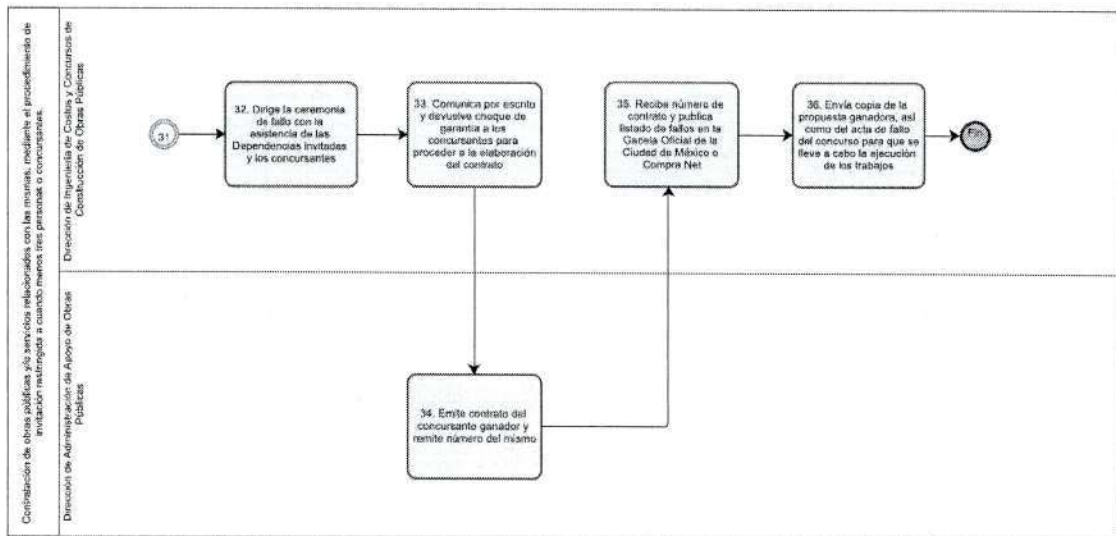 Contratación de obras públicas y/o servicios relacionados con las mismas, mediante el procedimiento de
invitación restringida a cuando menos tres personas o concursantes.
Dirección de Ingeniería de Costos y Concursos de
Construcción de Obras Públicas
31
32. Dirige la ceremonia
de fallo con la
asistencia de las
Dependencias invitadas
y los concursantes
33. Comunica por escrito
y devuelve cheque de
garantía a los
concursantes para
proceder a la elaboración
del contrato
35. Recibe número de
contrato y publica
listado de fallos en la
Gaceta Oficial de la
Ciudad de México o
Compra Net
36. Envía copia de la
propuesta ganadora, así
como del acta de fallo
del concurso para que se
lleve a cabo la ejecución
de los trabajos
Fin
Dirección de Administración de Apoyo de Obras
Públicas
34. Emite contrato del
concursante ganador y
remite número del mismo